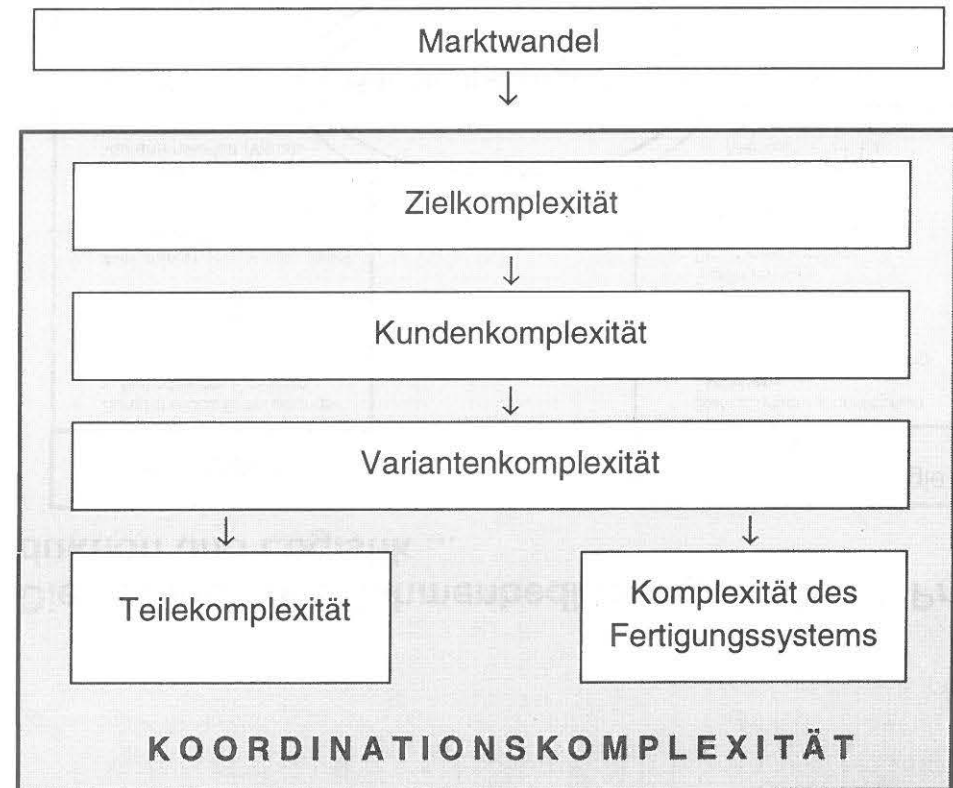 Marktwandel
Zielkomplexität
Kundenkomplexität
Variantenkomplexität
Teilekomplexität
Komplexität des
Fertigungssystems
KOORDINATIONSKOMPLEXITÄT